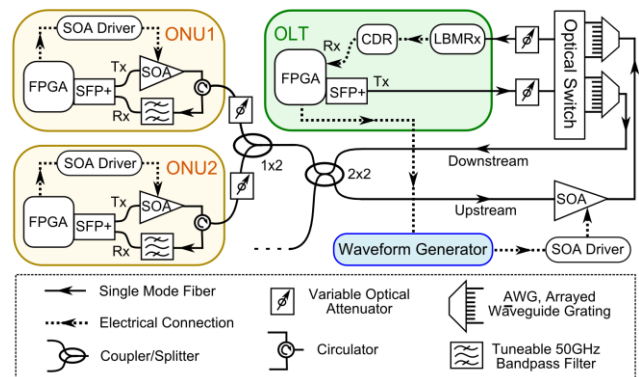 ONU1
SOA Driver
FPGA
SFP+
Tx
Rx
SOA
ONU2
SOA Driver
FPGA
SFP+
Tx
Rx
SOA
OLT
Rx
CDR
LBMRx
FPGA
SFP+
Tx
Optical Switch
1x2
2x2
Downstream
Upstream
SOA
Waveform Generator
SOA Driver
Single Mode Fiber
Electrical Connection
Coupler/Splitter
Variable Optical
Attenuator
Circulator
AWG, Arrayed
Waveguide Grating
Tuneable 50GHz
Bandpass Filter